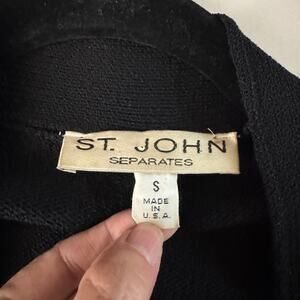 ST. JOHN
SEPARATES
S
MADE
IN
U.S.A.